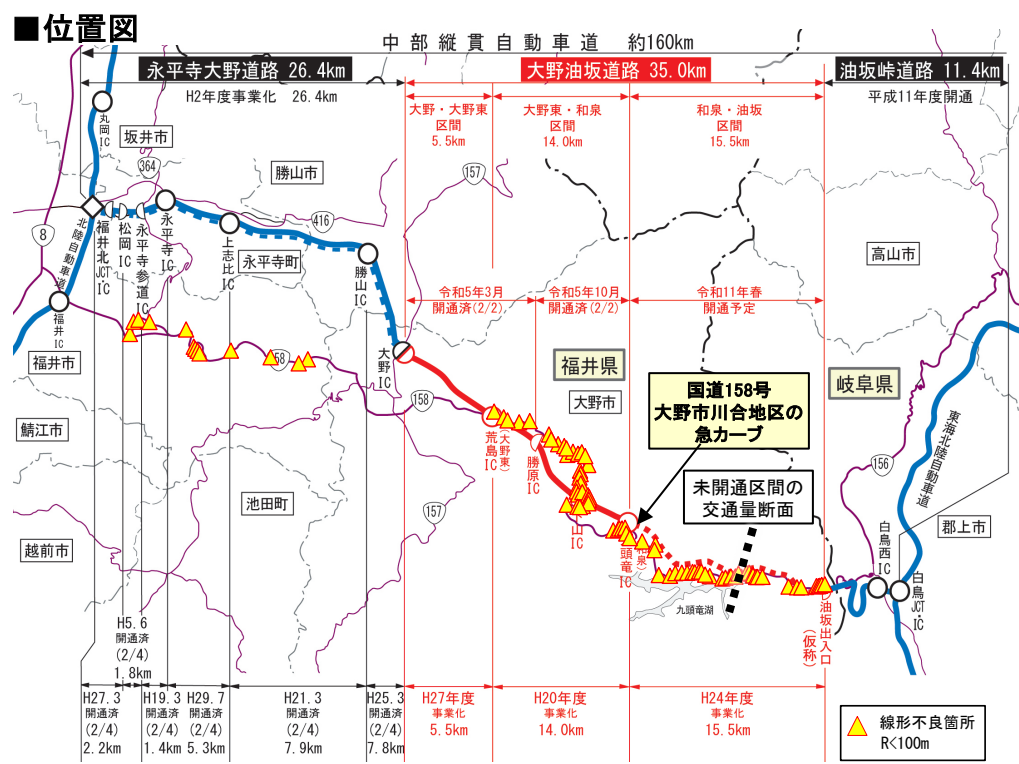 ■位置図
中部縦貫自動車道 約160km
永平寺大野道路 26.4km
大野油坂道路 35.0km
油坂峠道路 11.4km
H2年度事業化 26.4km
平成11年度開通
大野・大野東
区間
5.5km
大野東・和泉
区間
14.0km
和泉・油坂
区間
15.5km
丸岡IC
坂井市
364
勝山市
157
416
8
北陸自動車道
福井北JCT・IC
松岡IC
永平寺参道IC
永平寺IC
上志比IC
永平寺町
勝山IC
高山市
令和5年3月
開通済(2/2)
令和5年10月
開通済(2/2)
令和11年春
開通予定
福井IC
福井市
大野IC
58
158
福井県
大野市
岐阜県
国道158号
大野市川合地区の
急カーブ
鯖江市
荒島IC
(大野東)
勝原IC
東海北陸自動車道
156
未開通区間の
交通量断面
池田町
157
越前市
山IC
頭竜IC
和泉)
郡上市
白鳥西IC
白鳥JCT・IC
九頭竜湖
油坂出入口
(仮称)
H5.6
開通済
(2/4)
1.8km
H27.3
開通済
(2/4)
2.2km
H19.3
開通済
(2/4)
1.4km
H29.7
開通済
(2/4)
5.3km
H21.3
開通済
(2/4)
7.9km
H25.3
開通済
(2/4)
7.8km
H27年度
事業化
5.5km
H20年度
事業化
14.0km
H24年度
事業化
15.5km
線形不良箇所
R<100m